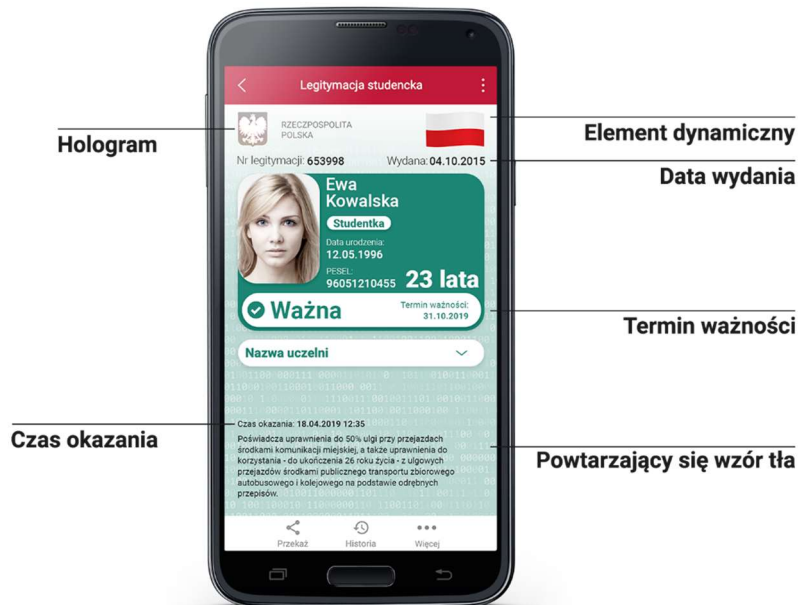 Legitymacja studencka
RZECZPOSPOLITA
POLSKA
Hologram
Element dynamiczny
Nr legitymacji: 653998
Wydana: 04.10.2015
Data wydania
Ewa
Kowalska
Studentka
Data urodzenia:
12.05.1996
PESEL:
96051210455
23 lata
Ważna
Termin ważności:
31.10.2019
Termin ważności
Nazwa uczelni
Czas okazania: 18.04.2019 12:35
Czas okazania
Poświadcza uprawnienia do 50% ulgi przy przejazdach
środkami komunikacji miejskiej, a także uprawnienia do
korzystania - do ukończenia 26 roku życia - z ulgowych
przejazdów środkami publicznego transportu zbiorowego
autobusowego i kolejowego na podstawie odrębnych
przepisów.
Powtarzający się wzór tła
Przekaż
Historia
Więcej